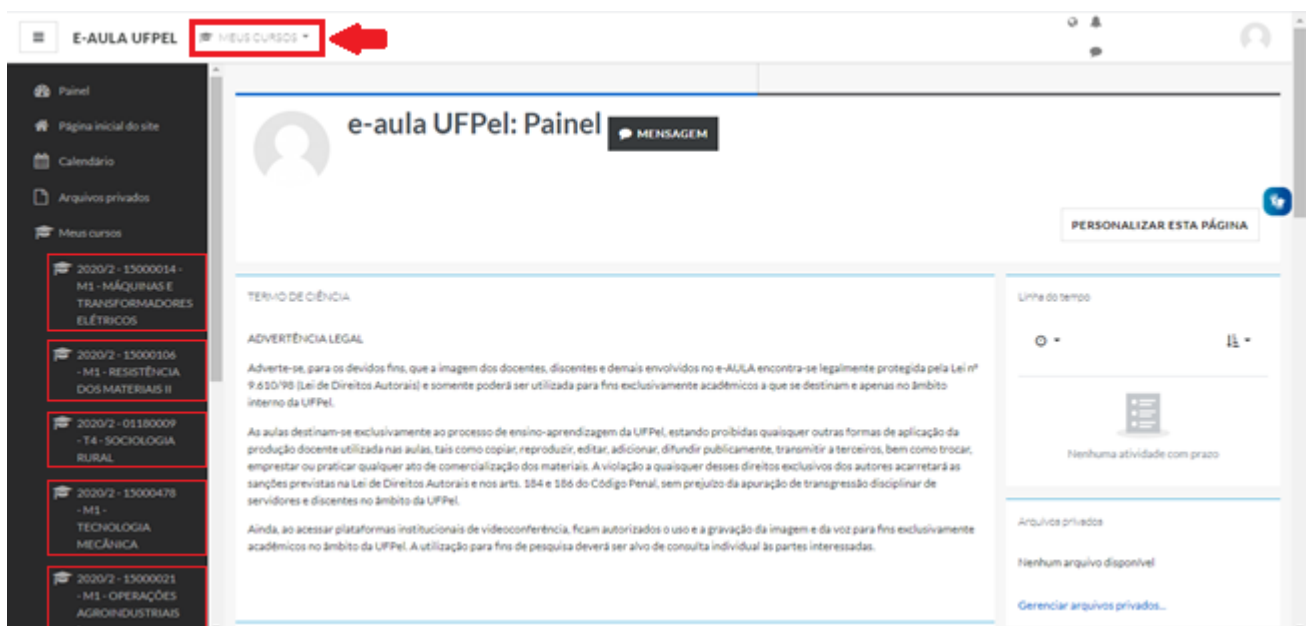 E-AULA UFPEL
MEUS CURSOS
Painel
Página inicial do site
Calendário
Arquivos privados
Meus cursos
2020/2 - 15000014 -
M1 - MÁQUINAS E
TRANSFORMADORES
ELÉTRICOS
2020/2 - 15000106
- M1 - RESISTÊNCIA
DOS MATERIAIS II
2020/2 - 01180009
- T4 - SOCIOLOGIA
RURAL
2020/2 - 15000478
- M1 -
TECNOLOGIA
MECÂNICA
2020/2 - 15000021
- M1 - OPERAÇÕES
AGROINDUSTRIAIS
e-aula UFPel: Painel
MENSAGEM
PERSONALIZAR ESTA PÁGINA
TERMO DE CIÊNCIA
ADVERTÊNCIA LEGAL
Adverte-se, para os devidos fins, que a imagem dos docentes, discentes e demais envolvidos no e-AULA encontra-se legalmente protegida pela Lei nº
9.610/98 (Lei de Direitos Autorais) e somente poderá ser utilizada para fins exclusivamente acadêmicos a que se destinam e apenas no âmbito
interno da UFPel.
As aulas destinam-se exclusivamente ao processo de ensino-aprendizagem da UFPel, estando proibidas quaisquer outras formas de aplicação da
produção docente utilizada nas aulas, tais como copiar, reproduzir, editar, adicionar, difundir publicamente, transmitir a terceiros, bem como trocar,
emprestar ou praticar qualquer ato de comercialização dos materiais. A violação a quaisquer desses direitos exclusivos dos autores acarretará as
sanções previstas na Lei de Direitos Autorais e nos arts. 184 e 186 do Código Penal, sem prejuízo da apuração de transgressão disciplinar de
servidores e discentes no âmbito da UFPel.
Ainda, ao acessar plataformas institucionais de videoconferência, ficam autorizados o uso e a gravação da imagem e da voz para fins exclusivamente
acadêmicos no âmbito da UFPel. A utilização para fins de pesquisa deverá ser alvo de consulta individual às partes interessadas.
Linha do tempo
Nenhuma atividade com prazo
Arquivos privados
Nenhum arquivo disponível
Gerenciar arquivos privados...